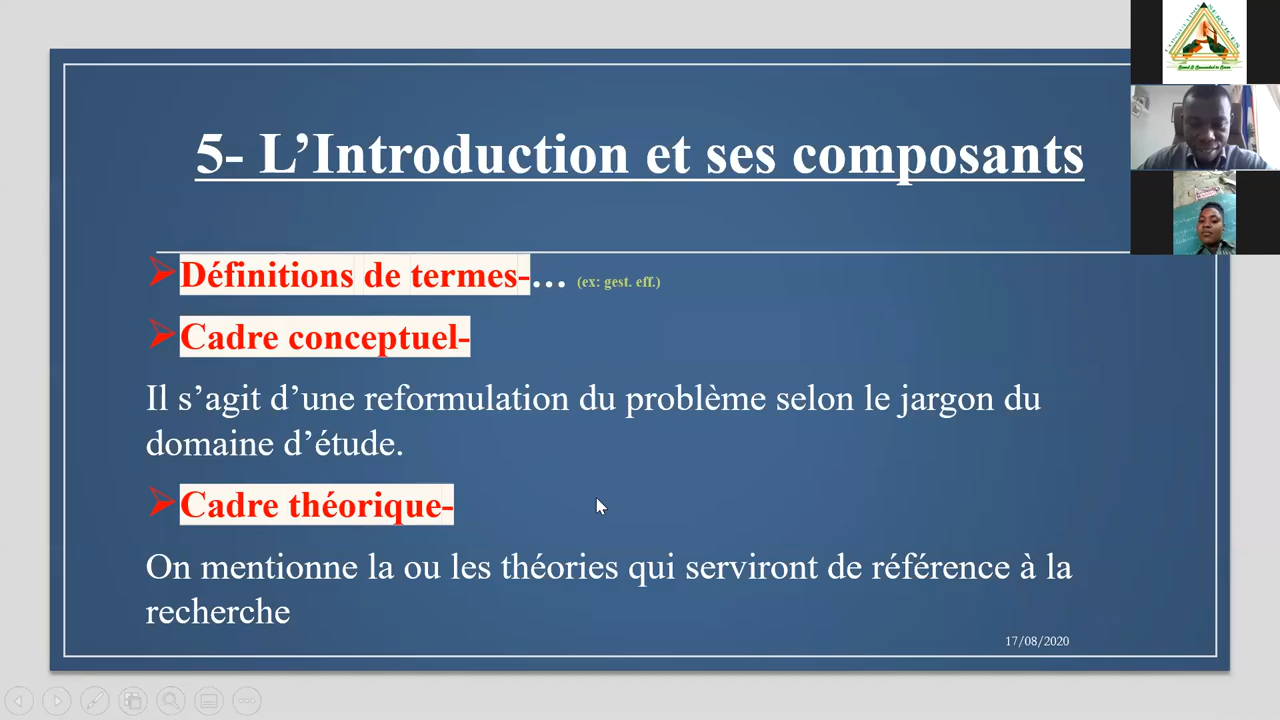 5- L’Introduction et ses composants
Définitions de termes-… (ex: gest. eff.)
Cadre conceptuel-
Il s’agit d’une reformulation du problème selon le jargon du
domaine d’étude.
Cadre théorique-
On mentionne la ou les théories qui serviront de référence à la
recherche
17/08/2020